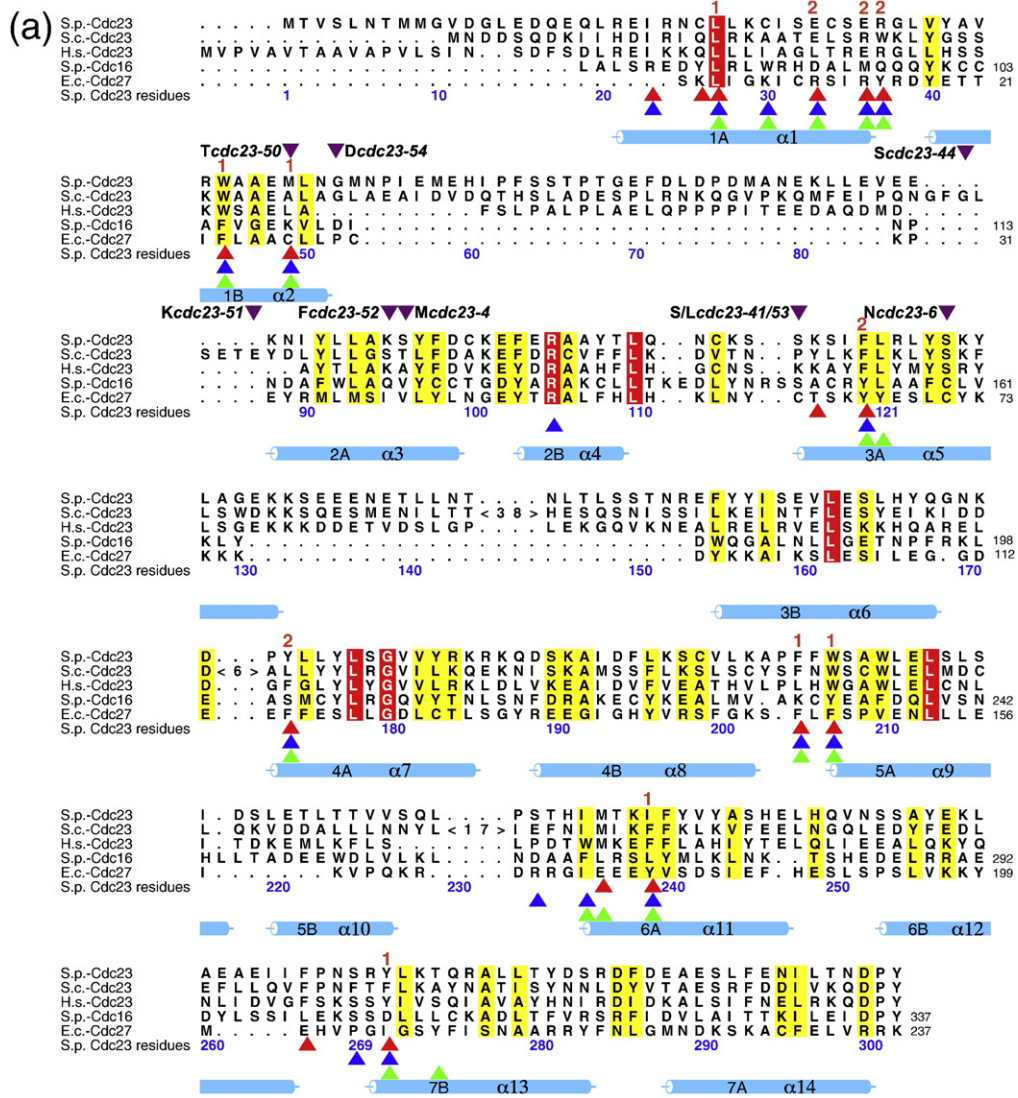 (a)
1 2 2 2
S.p.-Cdc23 . . . . . M T V S L N T M M G V D G L E D Q E Q L R E I R N C L L K C I S E C S E R G L V Y A V
S.c.-Cdc23 . . . . . . . . . . . . . . . M N D D S Q D K I I H D I R I Q L R K A A T E L S R W K L Y G S S
H.s.-Cdc23 M V P V A V T A A V A P V L S I N . . S D F S D L R E I K K Q L L L I A G L T R E R G L L H S S
S.p-Cdc16 . . . . . . . . . . . . . . . . . . . . . . . L A L S R E D Y L R L L I W R H D A L M Q Q Q Y K C C 103
E.c-Cdc27 . . . . . . . . . . . . . . . . . . . . . . . . . . . . . S K L I G K I C R S I R Y R D Y E T T 21
S.p. Cdc23 residues 1 10 20 30 40
1A α1
Tcdc23-50 Dcdc23-54 Scdc23-44
1 1
S.p.-Cdc23 R W A A E M L N G M N P I E M E H I P F S S T P T G E F D L D P D M A N E K L L E V E E . . . .
S.c.-Cdc23 K W A A E A L A G L A E A I D V D Q T H S L A D E S P L R N K Q G V P K Q M F E I P Q N G F G L
H.s.-Cdc23 K W S A E L A . . . . . . . . . . F S L P A L P L A E L Q P P P P I T E E D A Q D M D . . . . .
S.p-Cdc16 A F V G E K V L D I . . . . . . . . . . . . . . . . . . . . . . . . . . . . . . . . N P . . . . 113
E.c-Cdc27 I F L A A C L L P C . . . . . . . . . . . . . . . . . . . . . . . . . . . . . . . . K P . . . . 31
S.p. Cdc23 residues 50 60 70 80
1B α2
Kcdc23-51 Fcdc23-52 Mcdc23-4 S/Lcdc23-41/53 Ncdc23-6
2
S.p.-Cdc23 . . . . K N I Y L L A K S Y F D C K E F E R A A Y T L Q . . N C K S . . S K S I F L R L Y S K Y
S.c.-Cdc23 S E T E Y D L Y L L G S T L F D A K E F D R C V F F L K . . D V T N . . P Y L K F L K L Y S K F
H.s.-Cdc23 . . . . . . A Y T L A K A Y F D V K E Y D R A A H F L H . . G C N S . . K K A Y F L Y M Y S R Y
S.p-Cdc16 . . . . N D A F W L A Q V Y C C T G D Y A R A K C L L T K E D L Y N R S S A C R Y L A A F C L V 161
E.c-Cdc27 . . . . E Y R M L M S I V L Y L N G E Y T R A L F H L H . . K L N Y . . C T S K Y Y E S L C Y K 73
S.p. Cdc23 residues 90 100 110 121
2A α3 2B α4 3A α5
S.p.-Cdc23 L A G E K K S E E E N E T L L N T . . . . N L T L S S T N R E F Y Y I S E V L E S L H Y Q G N K
S.c.-Cdc23 L S W D K K S Q E S M E N I L T <38> H E S Q S N I S S I L K E I N T F L E S Y K K I D D
H.s.-Cdc23 L S G E K K K D D E T V D S L G P . . . . L E K G Q V K N E A L R E L R V E L S K K H Q A R E L
S.p-Cdc16 K L Y . . . . . . . . . . . . . . . . . . . . . . . . . . . D W Q G A L N L L G E T N P F R K L 198
E.c-Cdc27 K K K . . . . . . . . . . . . . . . . . . . . . . . . . . . D Y K K A I K S L E S I L E G . G D 112
S.p. Cdc23 residues 130 140 150 160 170
3B α6
2 1 1
S.p.-Cdc23 D . . . P Y L L Y L S G V V Y R K R K Q D S K A I D F L K S C V L K A P F F W S A W L E L S L S
S.c.-Cdc23 D <6> A L L Y Y L R G I V L K Q E K N I S M A M S S F L K S L S C Y S F N W S C W L E L M D C
H.s.-Cdc23 D . . . G F G L Y L Y G V V L R K L D L V K E A I D V F V E A T H V L P L H W G A W L E L C N L
S.p-Cdc16 E . . . A S M C Y L R G Q V Y T N L S N F D R A K E C Y K E A L M V . A K C Y E A F D Q L V S N 242
E.c-Cdc27 E . . . F F E S L L G D L C T L S G Y R E E G I G H Y V R S F G K S . F L F S P V E N L L L E 156
S.p. Cdc23 residues 180 190 200 210
4A α7 4B α8 5A α9
1
S.p.-Cdc23 I . D S L E T L T T V V S Q L . . . . P S T H I M T K I F Y V Y A S H E L H Q V N S S A Y E K L
S.c.-Cdc23 L . Q K V D D A L L L N N Y L <17> I E F N I M I K F F K L K V F E E L N G Q L E D Y F E D L
H.s.-Cdc23 I . T D K E M L K F L S . . . . . L P D T W M K E F F L A H I Y T E L Q L I E E A L Q K Y Q N L
S.p-Cdc16 H L L T A D E E W D L V L K L . . . . . N D A A F L R S L Y M L K L N K . . T S H E D E L R R A E 292
E.c-Cdc27 I . . . . . K V P Q K R . . . . . D R R G I E E E Y V S D S I E F . H E S L S P S L V K K Y 199
S.p. Cdc23 residues 220 230 240 250
5B α10 6A α11 6B α12
1
S.p.-Cdc23 A E A E I I F P N S R Y L K T Q R A L L T Y D S R D F D E A E S L F E N I L T N D P Y
S.c.-Cdc23 E F L L Q V F P N F T F L K A Y N A T I S Y N N L D Y V T A E S R F D D I V K Q D P Y
H.s.-Cdc23 N L I D V G F S K S S Y I V S Q I A V A Y H N I R D I D K A L S I F N E L R K Q D P Y
S.p-Cdc16 D Y L S S I L E K S S D I L L C K A D L T F V R S R F I D V L A I T T K I L E I D P D 337
E.c-Cdc27 M . . . . . E H V P G I G S Y F I S N A A R R Y F N L G M N D K S K A C F E L V R R K 237
S.p. Cdc23 residues 260 269 280 290 300
7B α13 7A α14